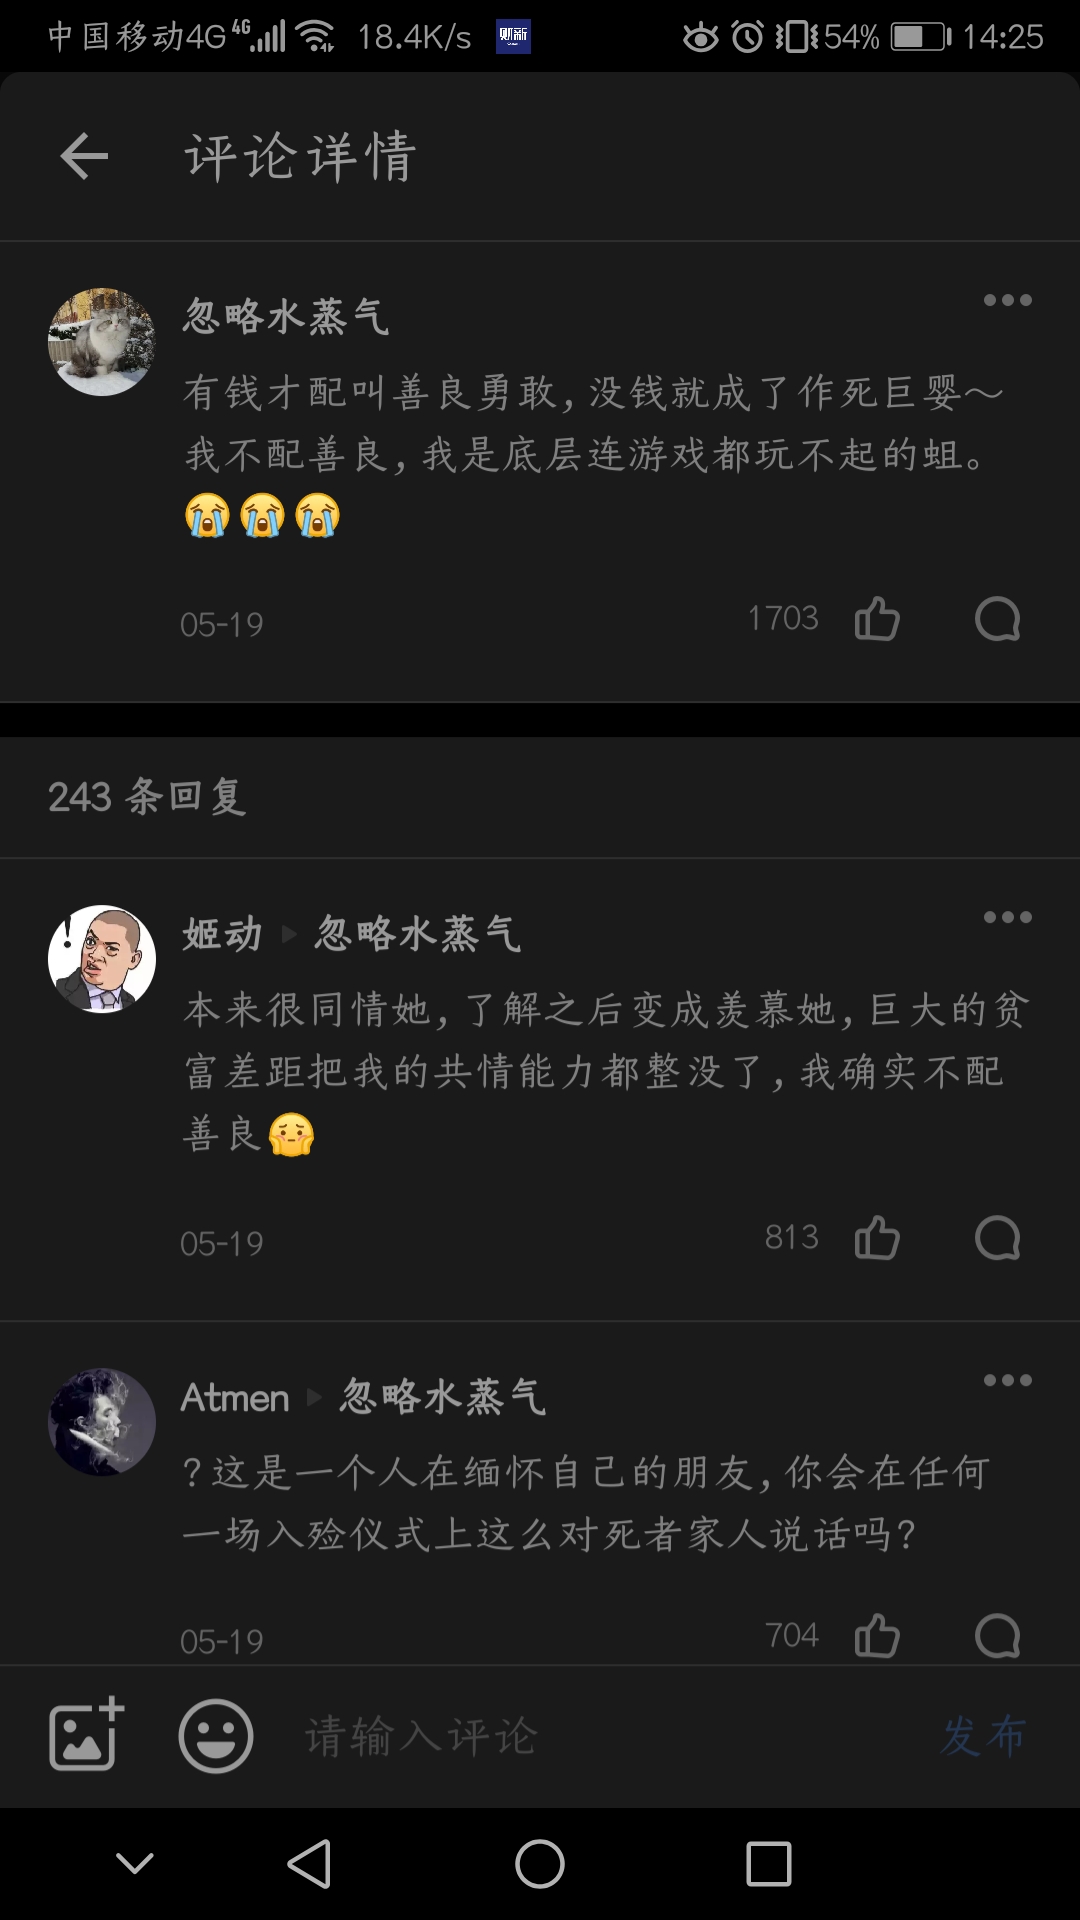 中国移动4G 4G 18.4K/s 财新 54% 14:25
评论详情
忽略水蒸气
有钱才配叫善良勇敢,没钱就成了作死巨婴～
我不配善良,我是底层连游戏都玩不起的蛆。
😭😭😭
05-19 1703
243 条回复
姬动 ▶ 忽略水蒸气
本来很同情她,了解之后变成羡慕她,巨大的贫
富差距把我的共情能力都整没了,我确实不配
善良🤗
05-19 813
Atmen ▶ 忽略水蒸气
?这是一个人在缅怀自己的朋友,你会在任何
一场入殓仪式上这么对死者家人说话吗?
05-19 704
请输入评论 发布